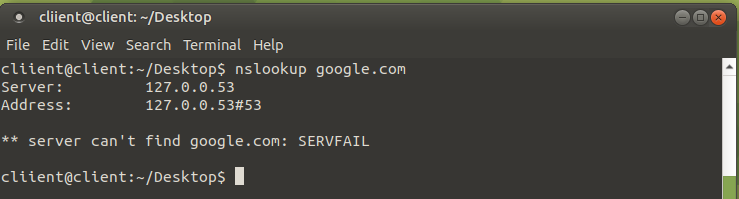 cliient@client: ~/Desktop
File Edit View Search Terminal Help
cliient@client:~/Desktop$ nslookup google.com
Server: 127.0.0.53
Address: 127.0.0.53#53
** server can't find google.com: SERVFAIL
cliient@client:~/Desktop$